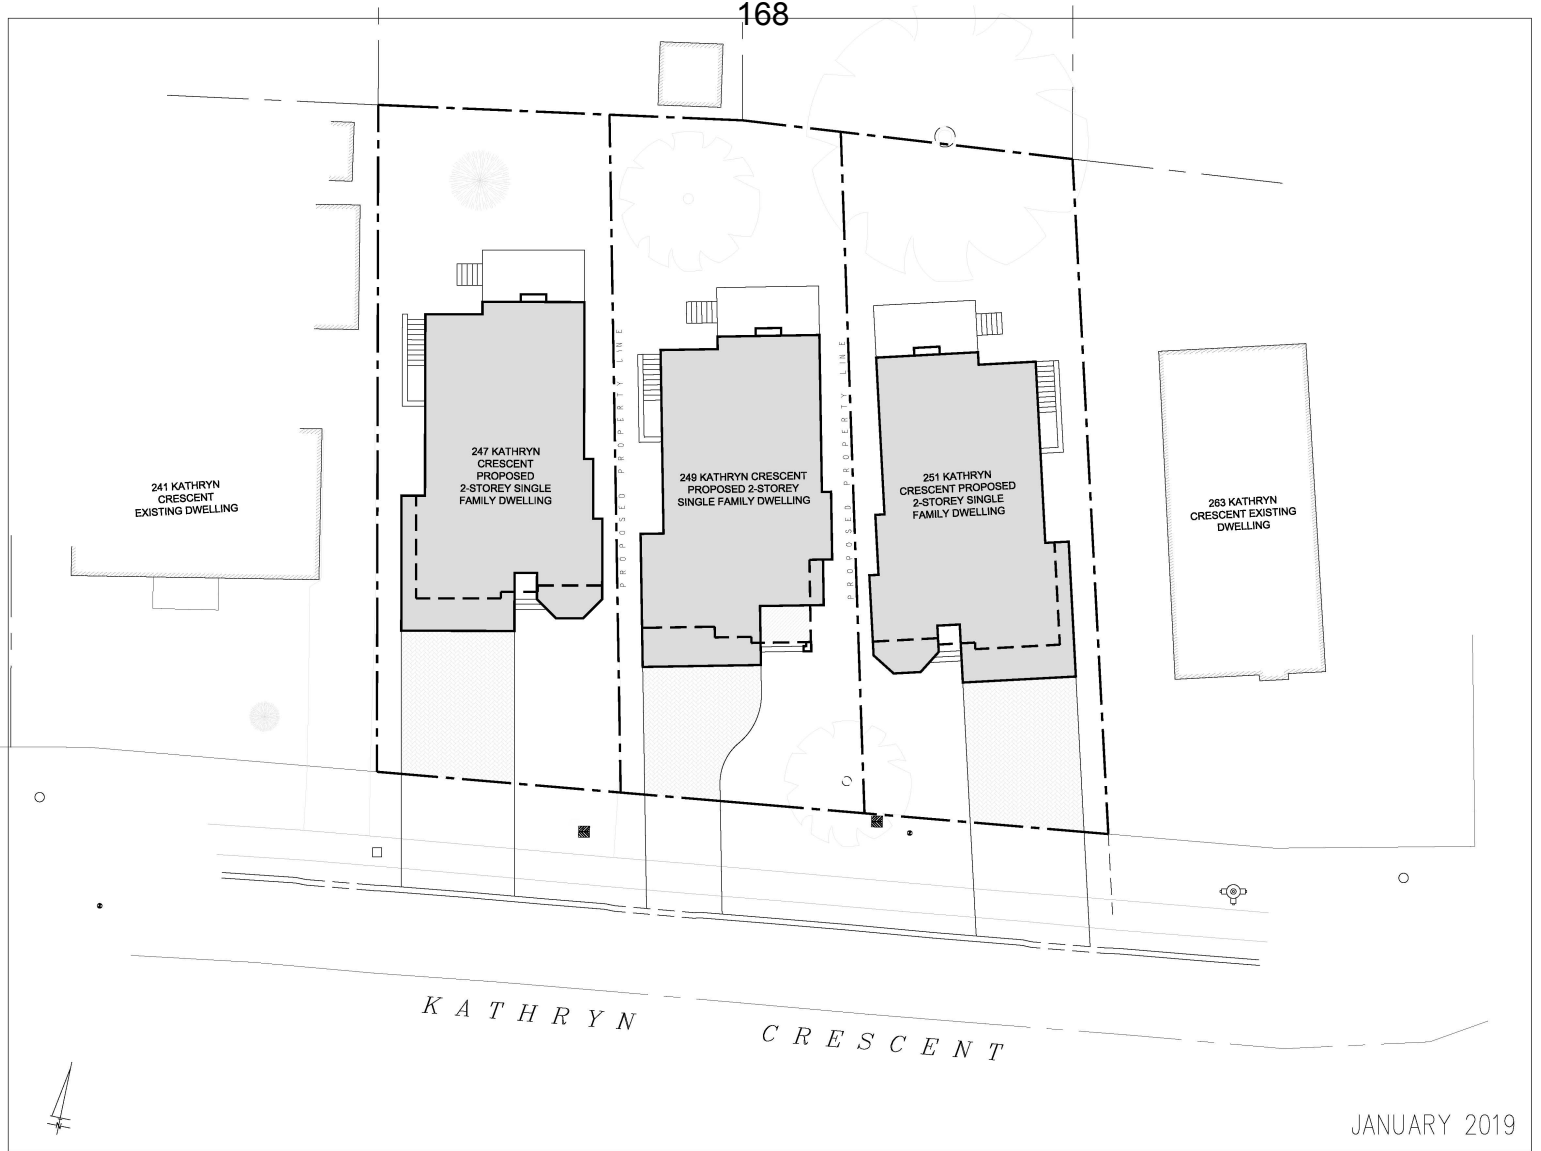 168
247 KATHRYN
CRESCENT
PROPOSED
2-STOREY SINGLE
FAMILY DWELLING
249 KATHRYN CRESCENT
PROPOSED 2-STOREY
SINGLE FAMILY DWELLING
251 KATHRYN
CRESCENT PROPOSED
2-STOREY SINGLE
FAMILY DWELLING
241 KATHRYN
CRESCENT
EXISTING DWELLING
263 KATHRYN
CRESCENT EXISTING
DWELLING
PROPOSED PROPERTY LINE
PROPOSED PROPERTY LINE
KATHRYN CRESCENT
N
JANUARY 2019